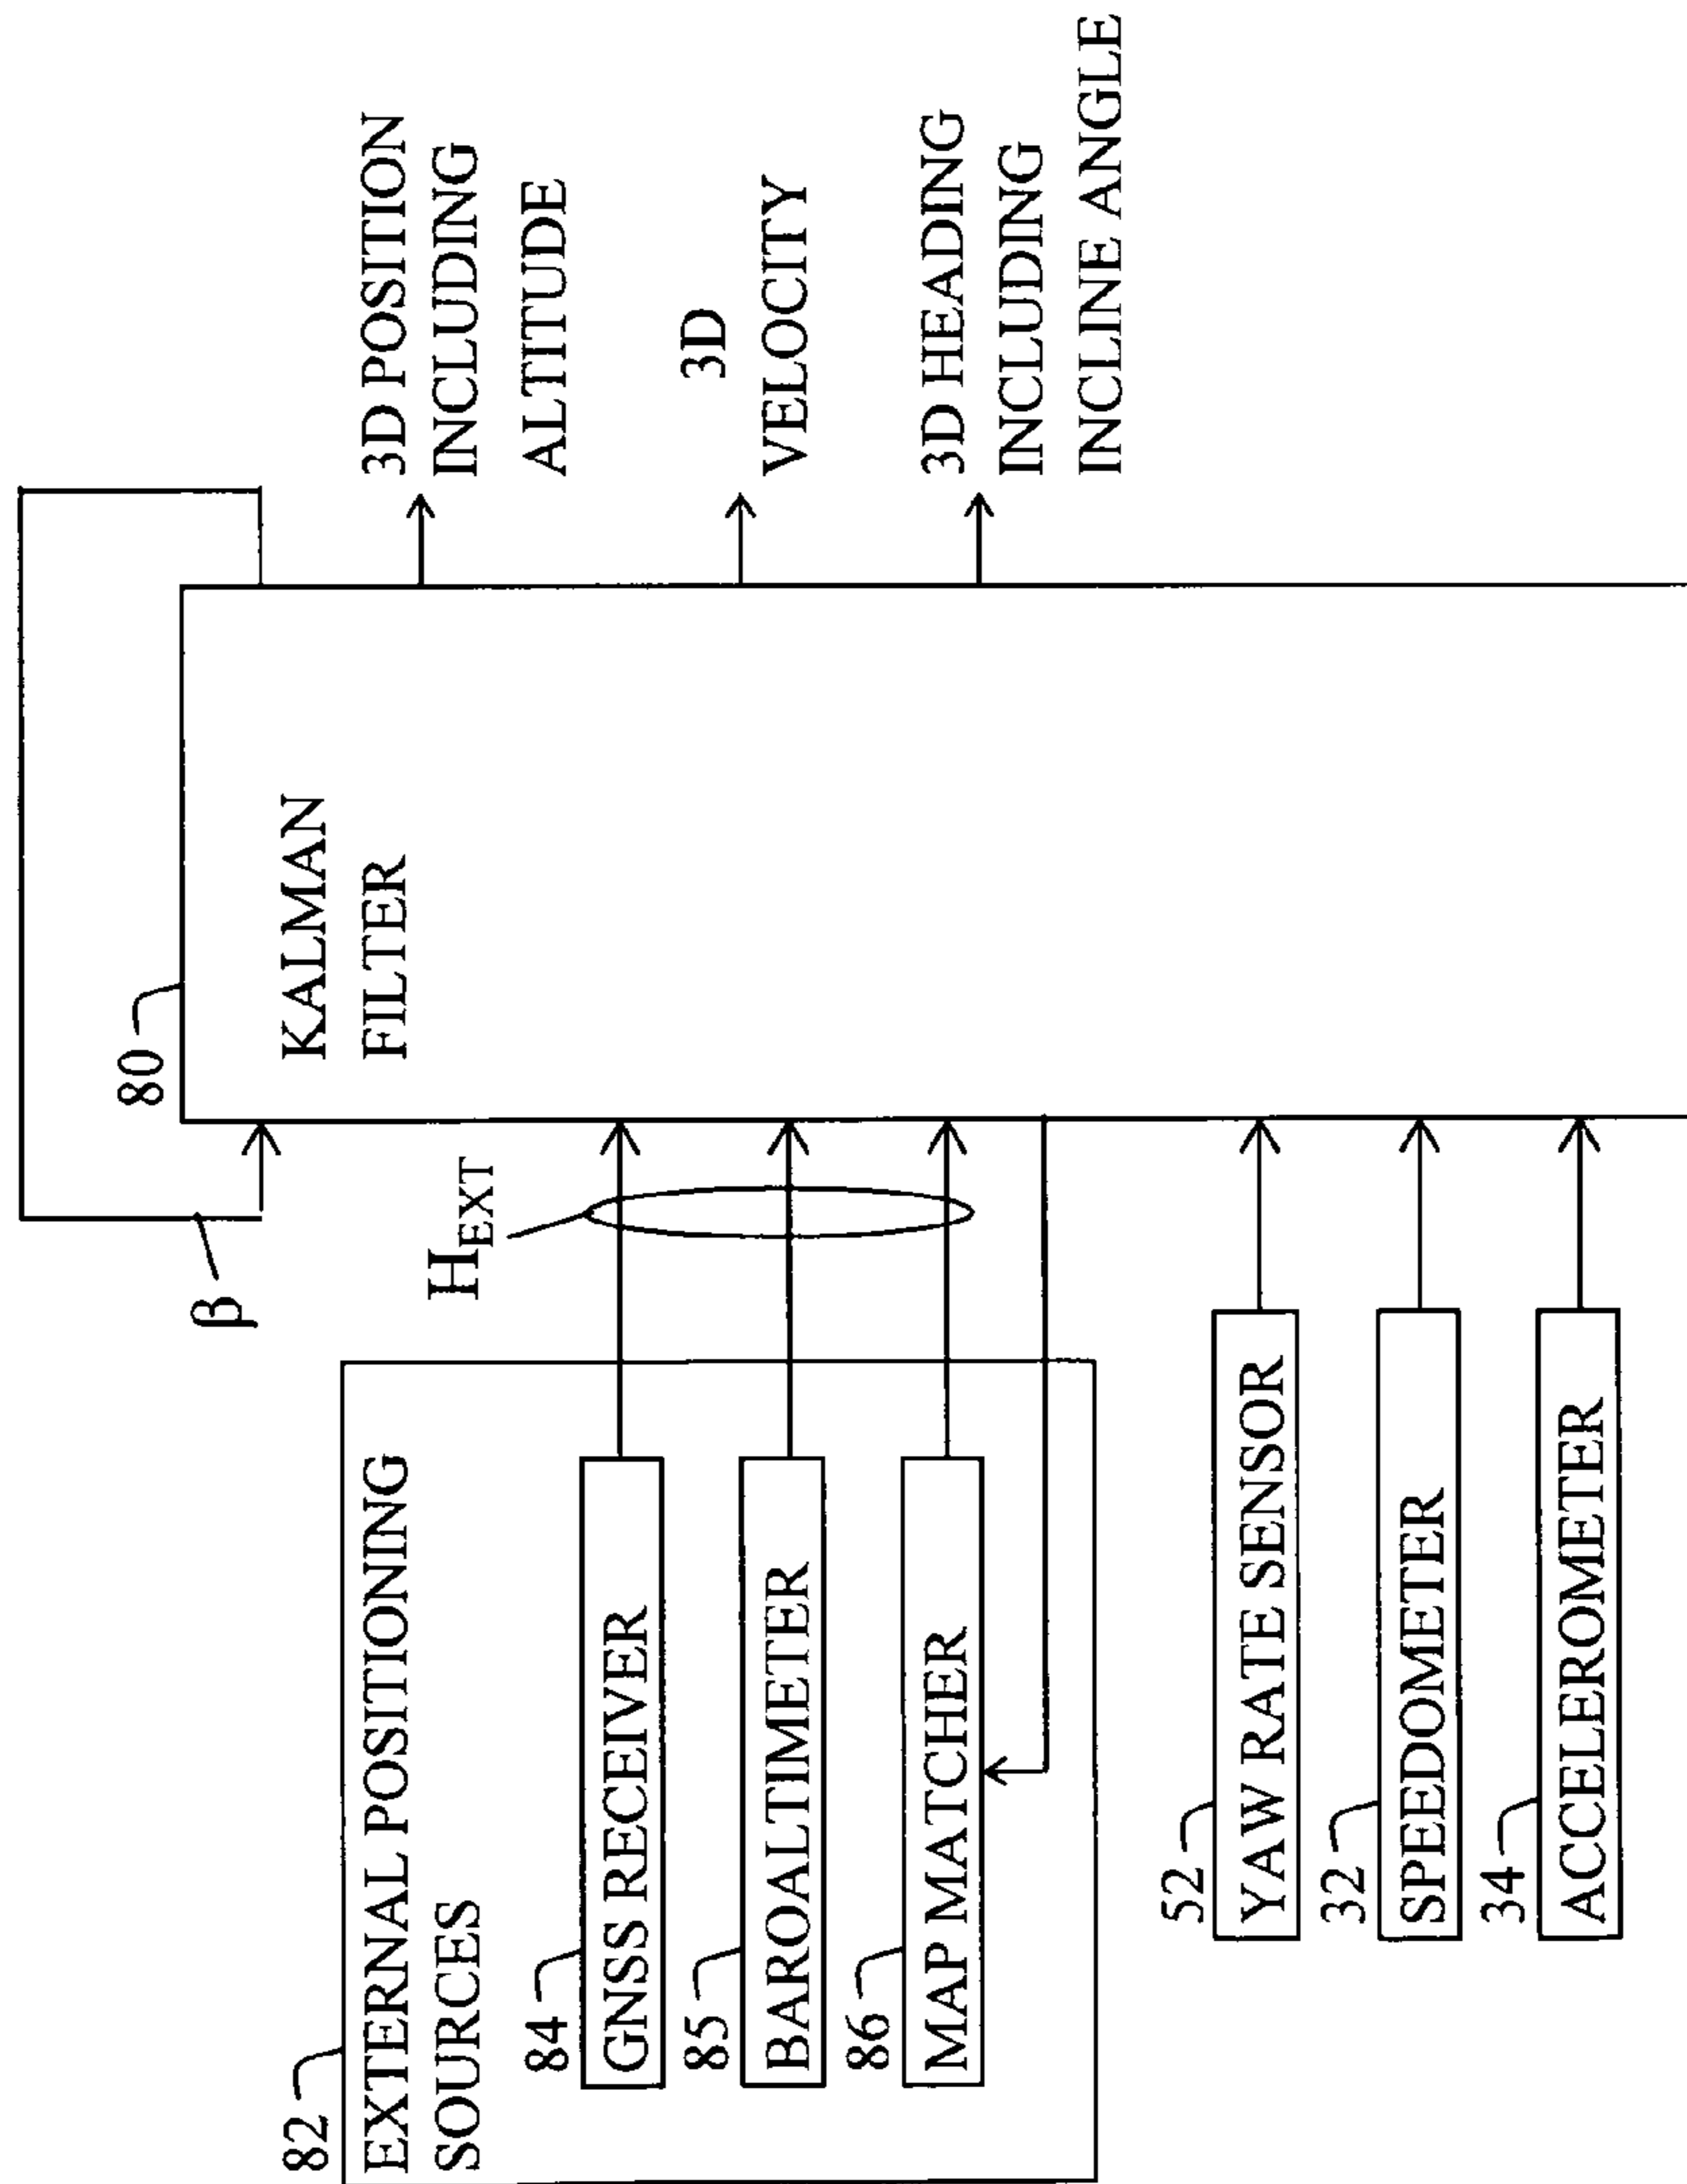 β
80
KALMAN
FILTER
3D POSITION
INCLUDING
ALTITUDE
3D
VELOCITY
3D HEADING
INCLUDING
INCLINE ANGLE
H_EXT
82
EXTERNAL POSITIONING
SOURCES
84
GNSS RECEIVER
85
BAROALTIMETER
86
MAP MATCHER
52
YAW RATE SENSOR
32
SPEEDOMETER
34
ACCELEROMETER